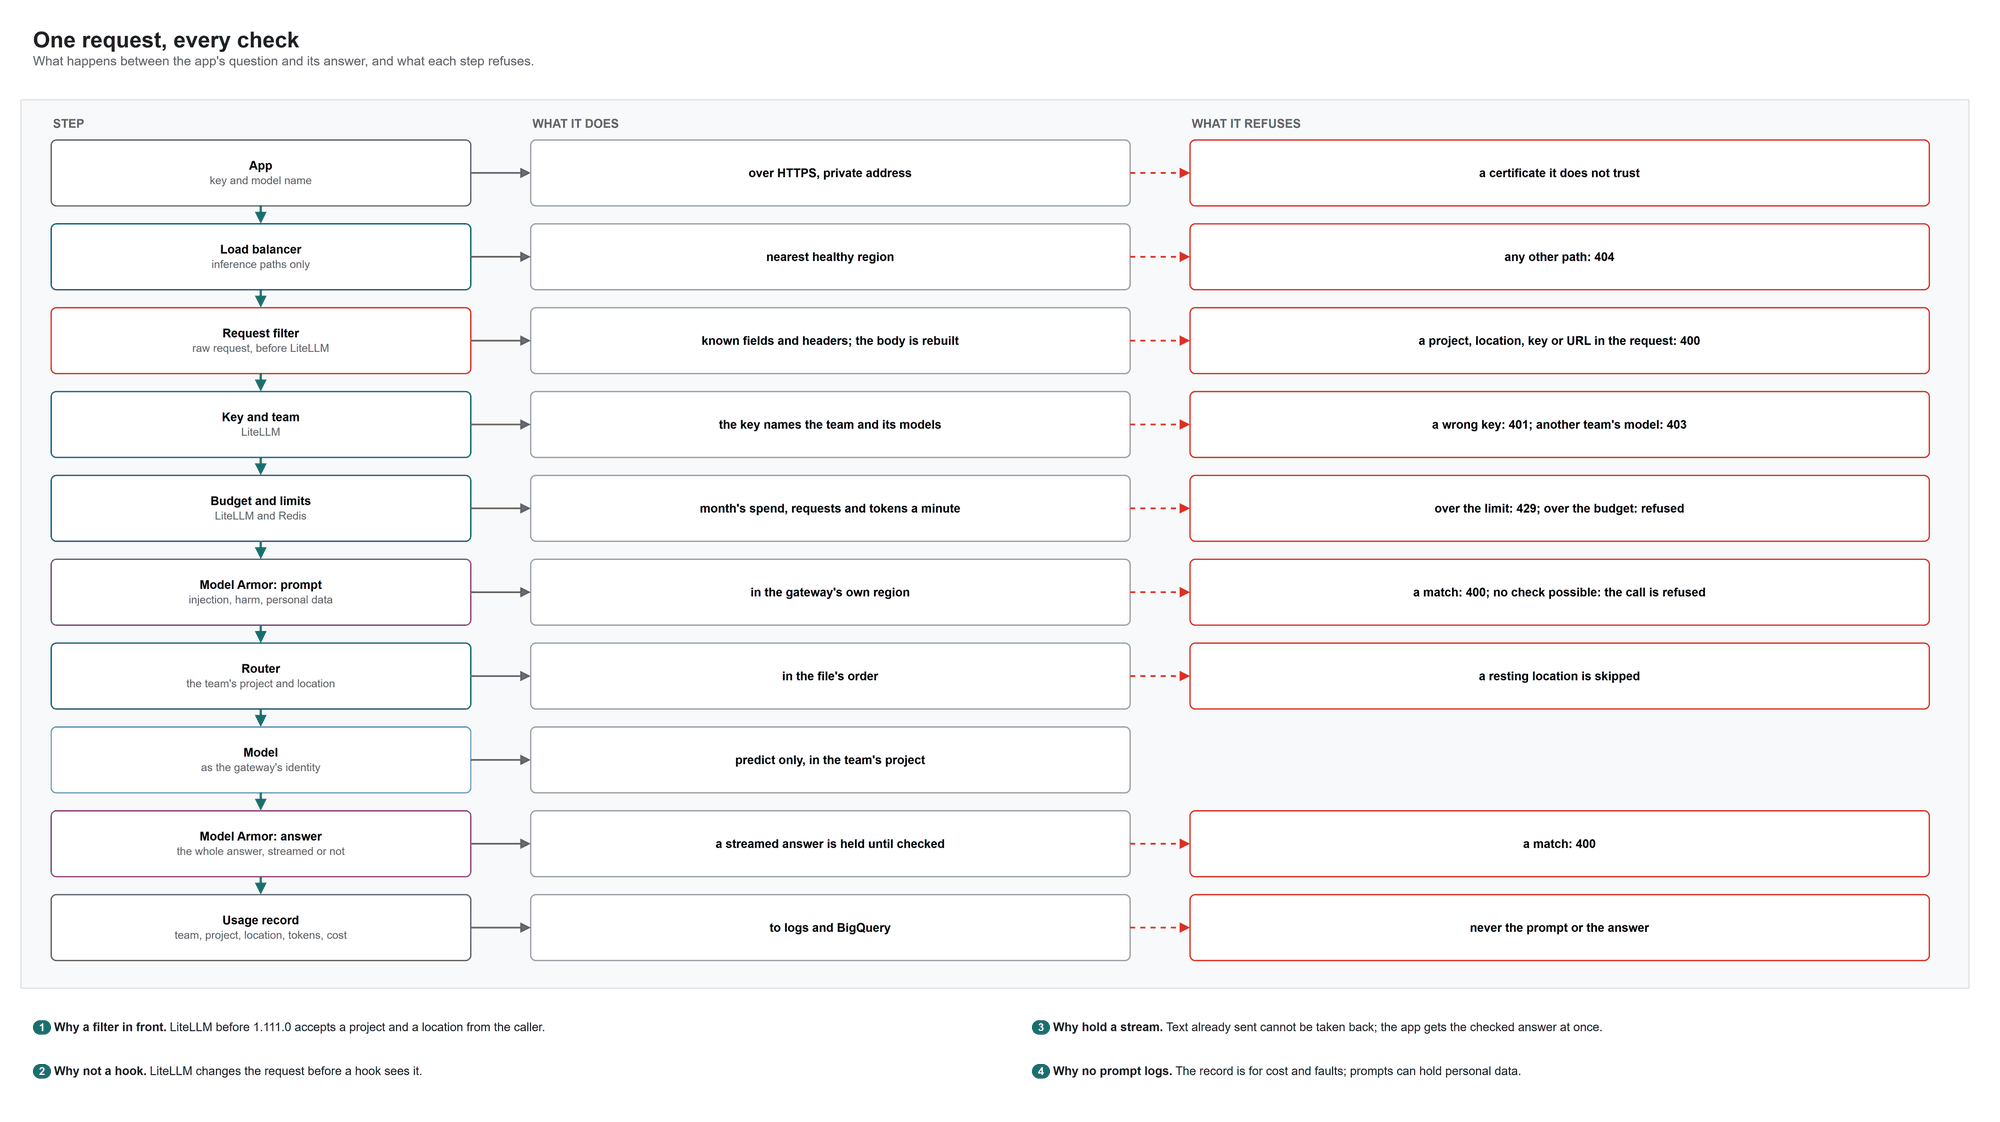 One request, every check
What happens between the app's question and its answer, and what each step refuses.
STEP
WHAT IT DOES
WHAT IT REFUSES
App
key and model name
over HTTPS, private address
a certificate it does not trust
Load balancer
inference paths only
nearest healthy region
any other path: 404
Request filter
raw request, before LiteLLM
known fields and headers; the body is rebuilt
a project, location, key or URL in the request: 400
Key and team
LiteLLM
the key names the team and its models
a wrong key: 401; another team's model: 403
Budget and limits
LiteLLM and Redis
month's spend, requests and tokens a minute
over the limit: 429; over the budget: refused
Model Armor: prompt
injection, harm, personal data
in the gateway's own region
a match: 400; no check possible: the call is refused
Router
the team's project and location
in the file's order
a resting location is skipped
Model
as the gateway's identity
predict only, in the team's project
Model Armor: answer
the whole answer, streamed or not
a streamed answer is held until checked
a match: 400
Usage record
team, project, location, tokens, cost
to logs and BigQuery
never the prompt or the answer
1 Why a filter in front. LiteLLM before 1.111.0 accepts a project and a location from the caller.
2 Why not a hook. LiteLLM changes the request before a hook sees it.
3 Why hold a stream. Text already sent cannot be taken back; the app gets the checked answer at once.
4 Why no prompt logs. The record is for cost and faults; prompts can hold personal data.